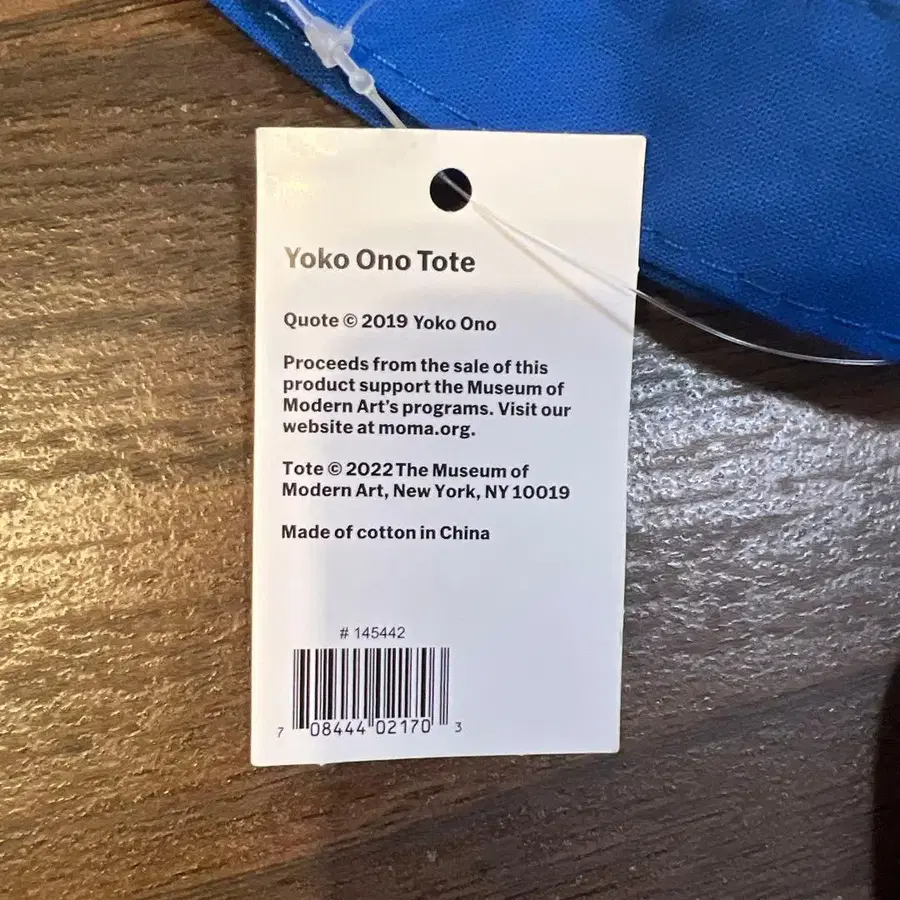 Yoko Ono Tote
Quote © 2019 Yoko Ono
Proceeds from the sale of this
product support the Museum of
Modern Art's programs. Visit our
website at moma.org.
Tote © 2022 The Museum of
Modern Art, New York, NY 10019
Made of cotton in China
# 145442
7 08444 02170 3